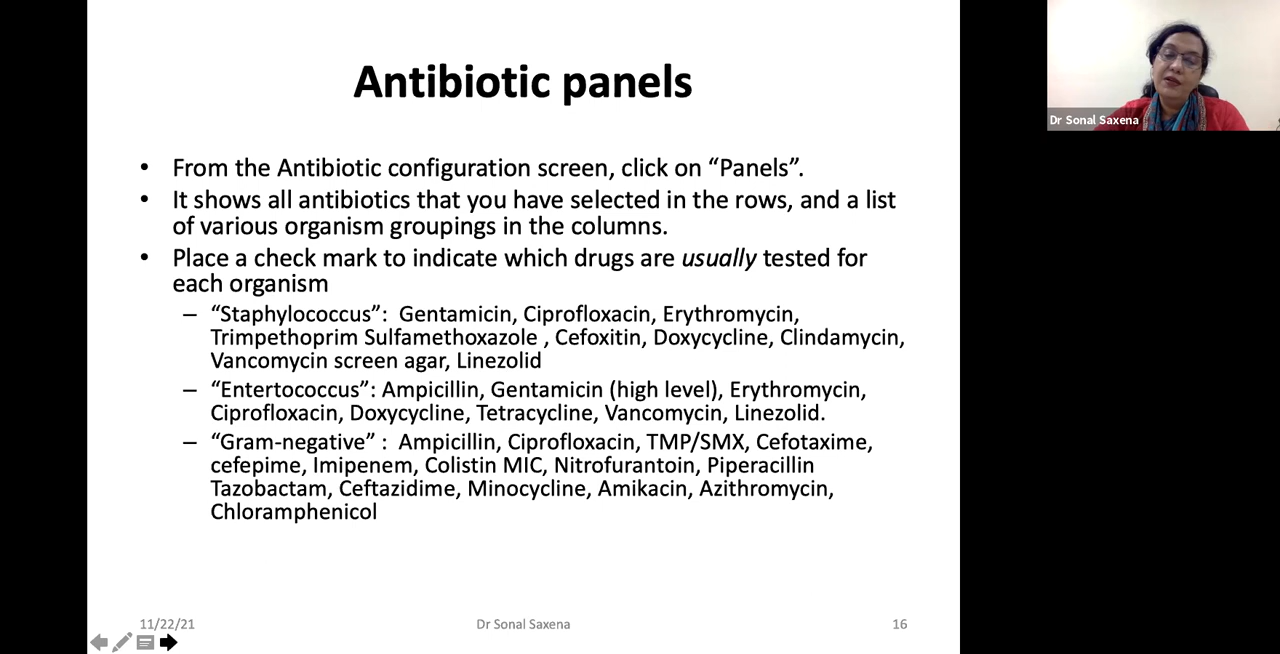 Antibiotic panels
• From the Antibiotic configuration screen, click on “Panels”.
• It shows all antibiotics that you have selected in the rows, and a list
of various organism groupings in the columns.
• Place a check mark to indicate which drugs are usually tested for
each organism
– “Staphylococcus”: Gentamicin, Ciprofloxacin, Erythromycin,
Trimpethoprim Sulfamethoxazole , Cefoxitin, Doxycycline, Clindamycin,
Vancomycin screen agar, Linezolid
– “Entertococcus”: Ampicillin, Gentamicin (high level), Erythromycin,
Ciprofloxacin, Doxycycline, Tetracycline, Vancomycin, Linezolid.
– “Gram-negative” : Ampicillin, Ciprofloxacin, TMP/SMX, Cefotaxime,
cefepime, Imipenem, Colistin MIC, Nitrofurantoin, Piperacillin
Tazobactam, Ceftazidime, Minocycline, Amikacin, Azithromycin,
Chloramphenicol
11/22/21
Dr Sonal Saxena
16
Dr Sonal Saxena